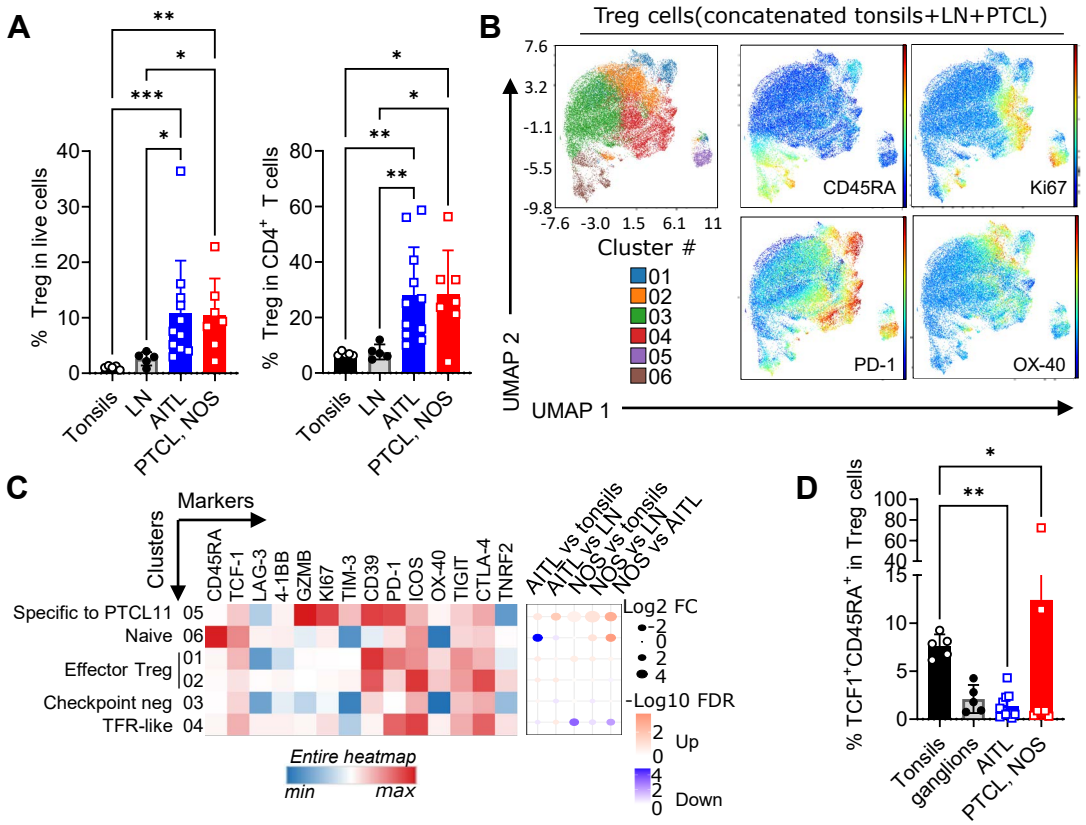 A
**
*
***
*
% Treg in live cells
40
30
20
10
0
Tonsils
LN
AITL
PTCL, NOS
*
*
**
**
% Treg in CD4+ T cells
80
60
40
20
0
Tonsils
LN
AITL
PTCL, NOS
B
Treg cells(concatenated tonsils+LN+PTCL)
UMAP 2
7.6
3.2
-1.1
-5.5
-9.8
-7.6 -3.0 1.5 6.1 11
Cluster #
01
02
03
04
05
06
CD45RA
Ki67
PD-1
OX-40
UMAP 1
C
Markers
Clusters
CD45RA
TCF-1
LAG-3
4-1BB
GZMB
KI67
TIM-3
CD39
PD-1
ICOS
OX-40
TIGIT
CTLA-4
TNRF2
AITL vs tonsils
AITL vs LN
NOS vs tonsils
NOS vs LN
NOS vs AITL
Specific to PTCL11 05
Naive 06
Effector Treg 01
02
Checkpoint neg 03
TFR-like 04
Entire heatmap
min max
Log2 FC
-2
0
2
4
-Log10 FDR
2
0
Up
4
2
0
Down
D
*
**
% TCF1+CD45RA+ in Treg cells
100
80
60
40
15
10
5
0
Tonsils
ganglions
AITL
PTCL, NOS